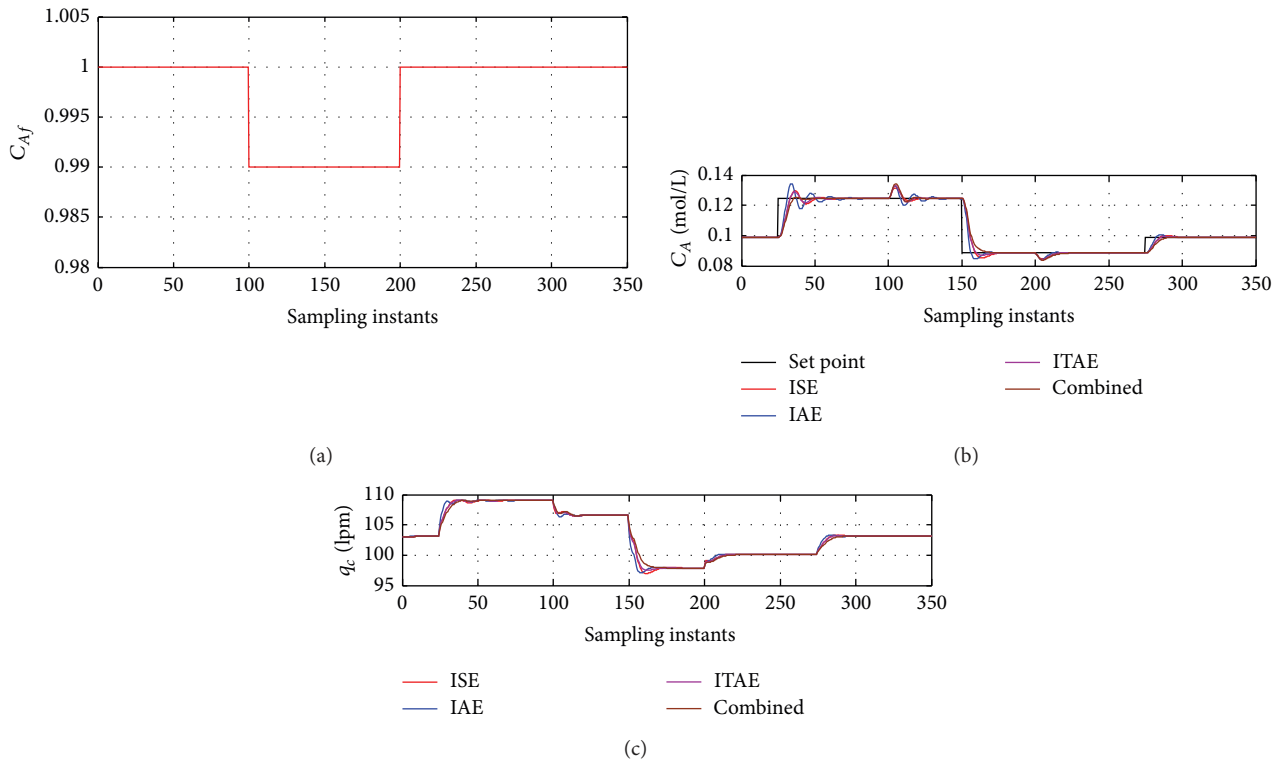 1.005
1
0.995
0.99
0.985
0.98
C_Af
0 50 100 150 200 250 300 350
Sampling instants
(a)
0.14
0.12
0.1
0.08
C_A (mol/L)
0 50 100 150 200 250 300 350
Sampling instants
Set point
ISE
IAE
ITAE
Combined
(b)
110
105
100
95
q_c (lpm)
0 50 100 150 200 250 300 350
Sampling instants
ISE
IAE
ITAE
Combined
(c)